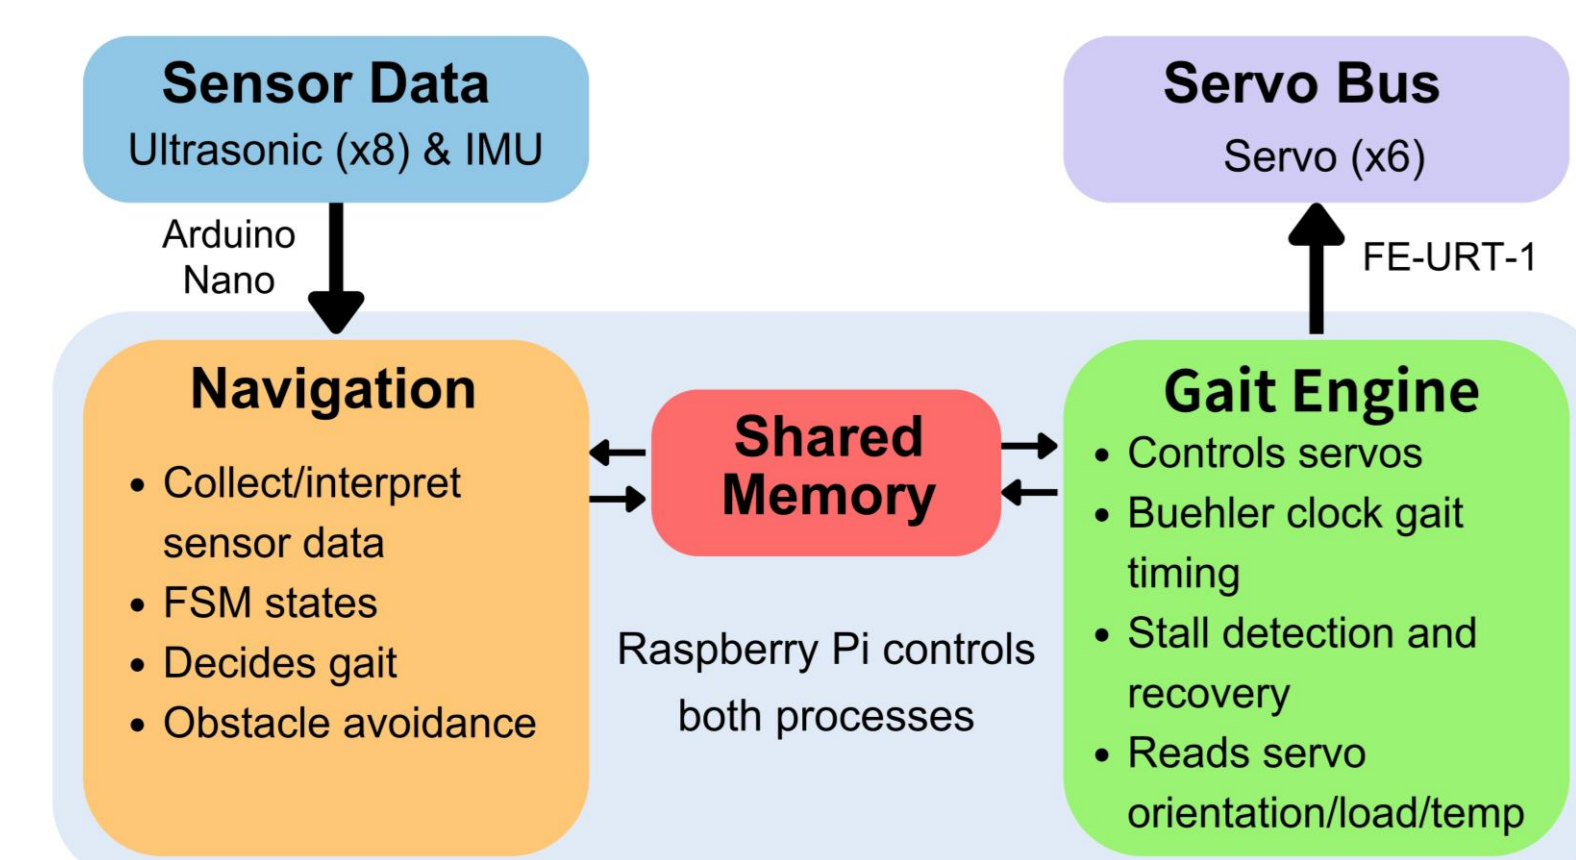 Sensor Data
Ultrasonic (x8) & IMU
Servo Bus
Servo (x6)
Arduino
Nano
FE-URT-1
Navigation
• Collect/interpret
sensor data
• FSM states
• Decides gait
• Obstacle avoidance
Shared
Memory
Raspberry Pi controls
both processes
Gait Engine
• Controls servos
• Buehler clock gait
timing
• Stall detection and
recovery
• Reads servo
orientation/load/temp